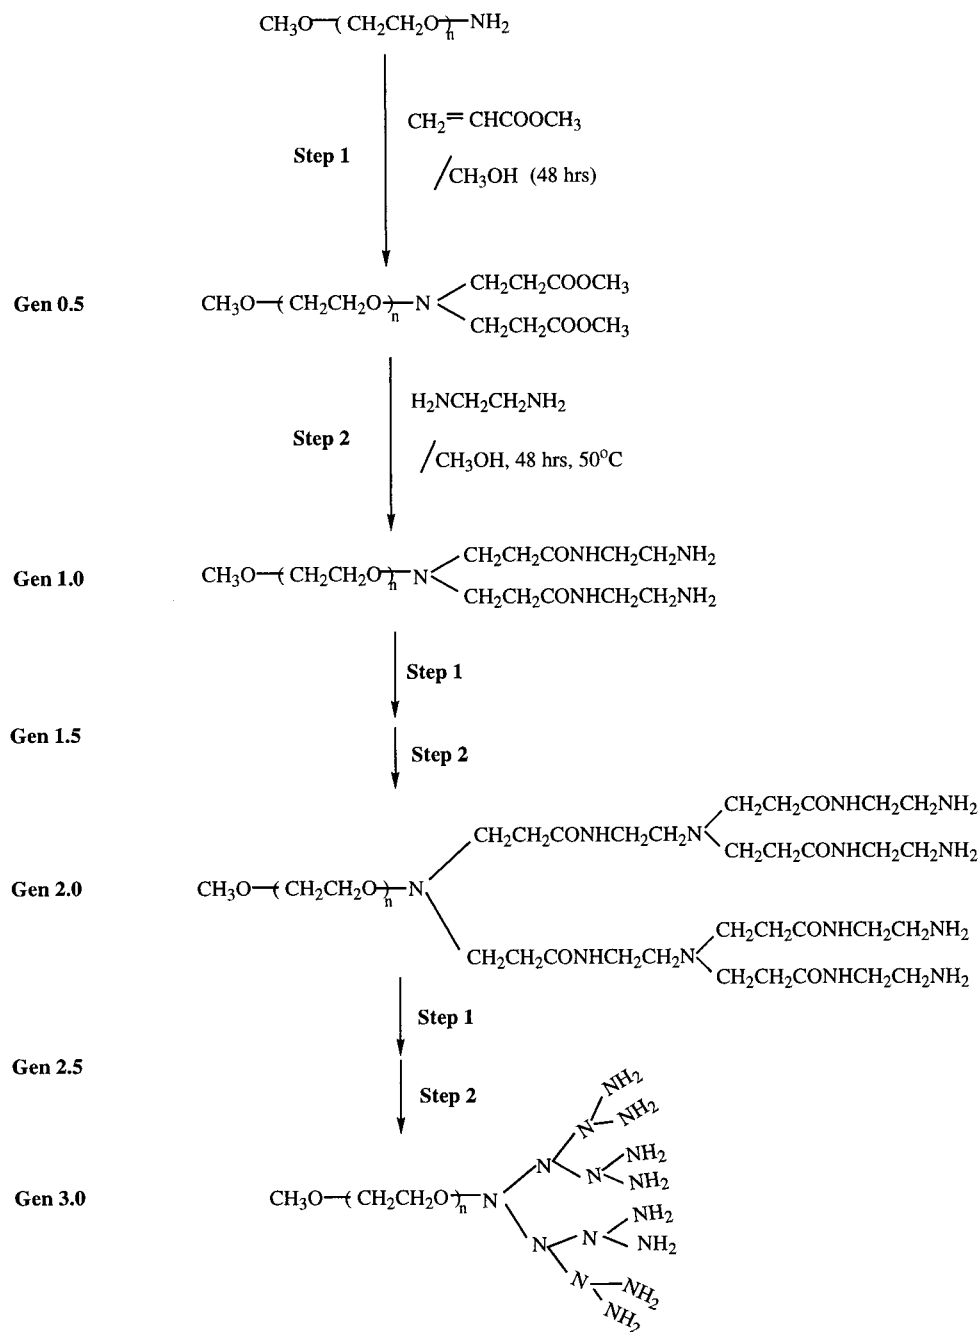 CH3O—(CH2CH2O)n—NH2
CH2=CHCOOCH3
Step 1
/CH3OH (48 hrs)
CH2CH2COOCH3
Gen 0.5
CH3O—(CH2CH2O)n—N
CH2CH2COOCH3
H2NCH2CH2NH2
Step 2
/CH3OH, 48 hrs, 50°C
CH2CH2CONHCH2CH2NH2
Gen 1.0
CH3O—(CH2CH2O)n—N
CH2CH2CONHCH2CH2NH2
Step 1
Gen 1.5
Step 2
CH2CH2CONHCH2CH2NH2
CH2CH2CONHCH2CH2N
CH2CH2CONHCH2CH2NH2
Gen 2.0
CH3O—(CH2CH2O)n—N
CH2CH2CONHCH2CH2NH2
CH2CH2CONHCH2CH2N
CH2CH2CONHCH2CH2NH2
Step 1
Gen 2.5
Step 2
NH2
N
NH2
N
NH2
N
NH2
Gen 3.0
CH3O—(CH2CH2O)n—N
NH2
N
N
NH2
N
NH2
NH2